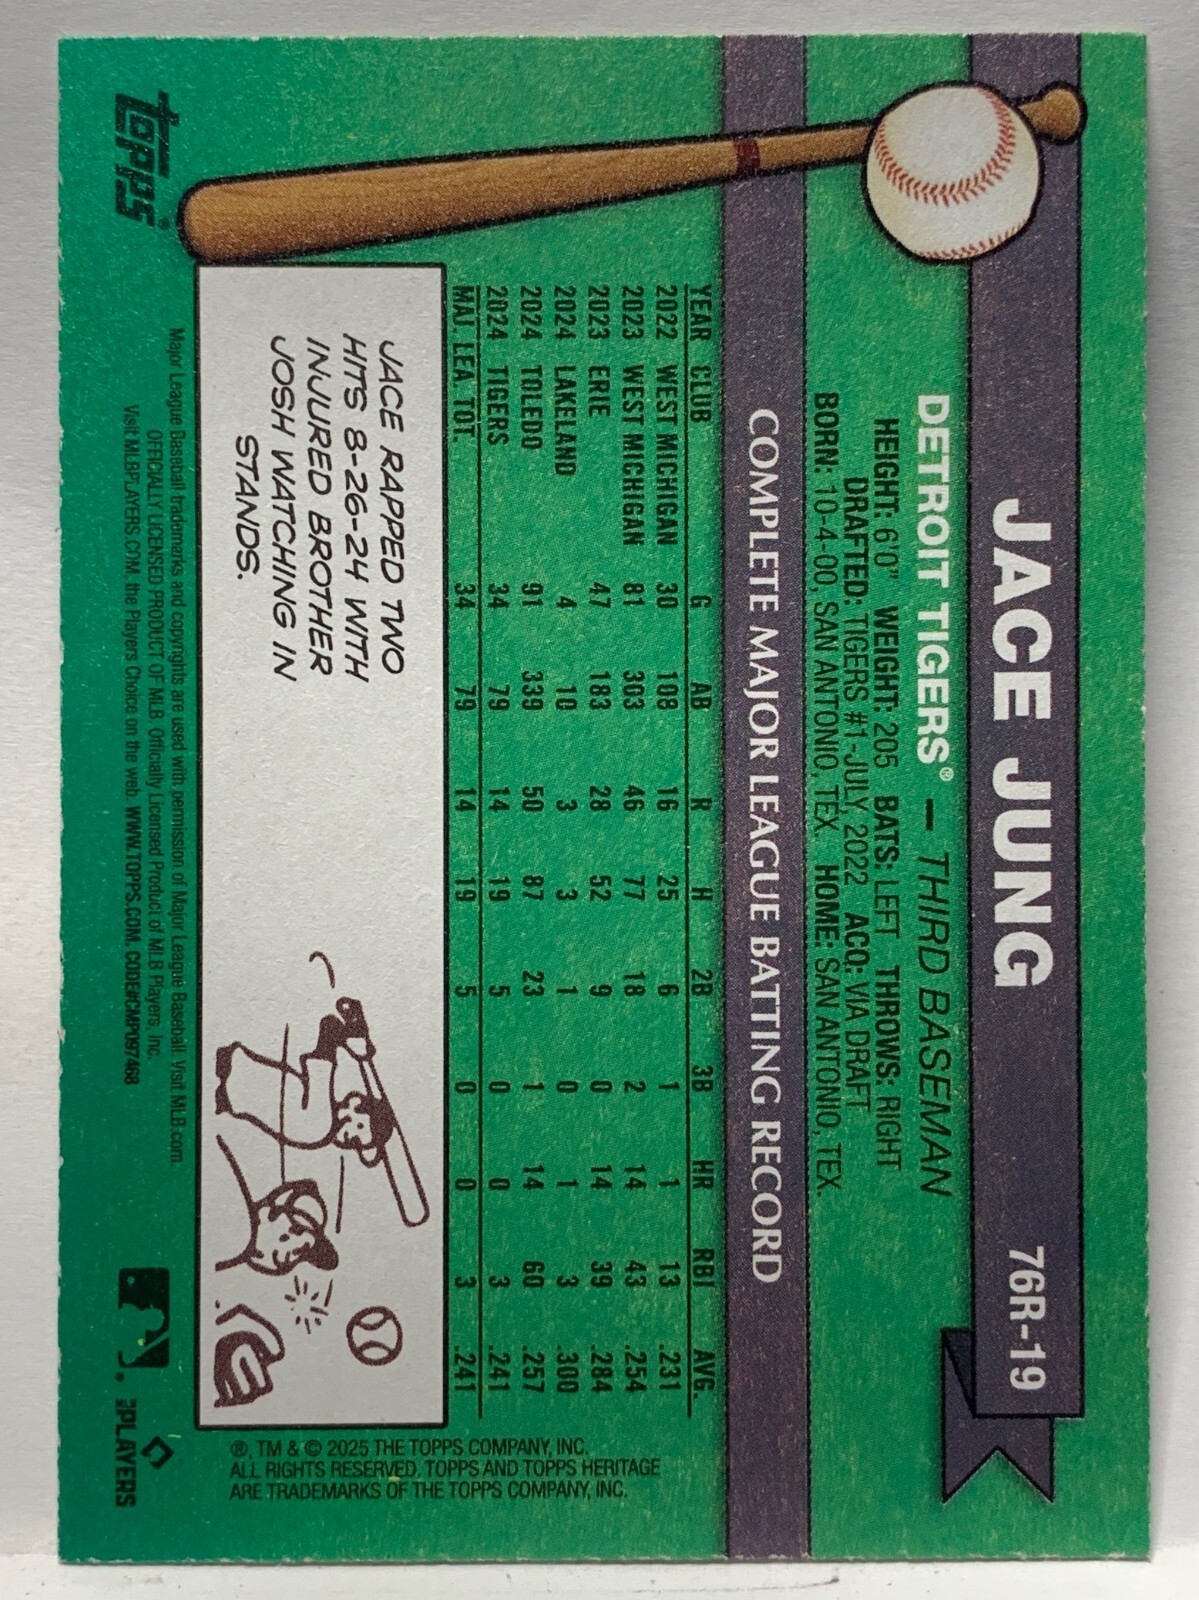 JACE JUNG 76R-19
DETROIT TIGERS® — THIRD BASEMAN
HEIGHT: 6'0" WEIGHT: 205 BATS: LEFT THROWS: RIGHT
DRAFTED: TIGERS #1-JULY, 2022 ACQ: VIA DRAFT
BORN: 10-4-00, SAN ANTONIO, TEX. HOME: SAN ANTONIO, TEX.
COMPLETE MAJOR LEAGUE BATTING RECORD
YEAR CLUB G AB R H 2B 3B HR RBI AVG.
2022 WEST MICHIGAN 30 108 16 25 6 1 1 13 .231
2023 WEST MICHIGAN 81 303 46 77 18 2 14 43 .254
2023 ERIE 47 183 28 52 9 0 14 39 .284
2024 LAKELAND 4 10 3 3 1 0 1 3 .300
2024 TOLEDO 91 339 50 87 23 1 14 60 .257
2024 TIGERS 34 79 14 19 5 0 0 3 .241
MAJ. LEA. TOT. 34 79 14 19 5 0 0 3 .241
JACE RAPPED TWO
HITS 8-26-24 WITH
INJURED BROTHER
JOSH WATCHING IN
STANDS.
®, TM & © 2025 THE TOPPS COMPANY, INC.
ALL RIGHTS RESERVED. TOPPS AND TOPPS HERITAGE
ARE TRADEMARKS OF THE TOPPS COMPANY, INC.
Topps®
Major League Baseball trademarks and copyrights are used with permission of Major League Baseball. Visit MLB.com.
OFFICIALLY LICENSED PRODUCT OF MLB Officially Licensed Product of MLB Players, Inc.
Visit MLBPLAYERS.COM, the Players Choice on the web. WWW.TOPPS.COM. CODE#CMP097468
PLAYERS